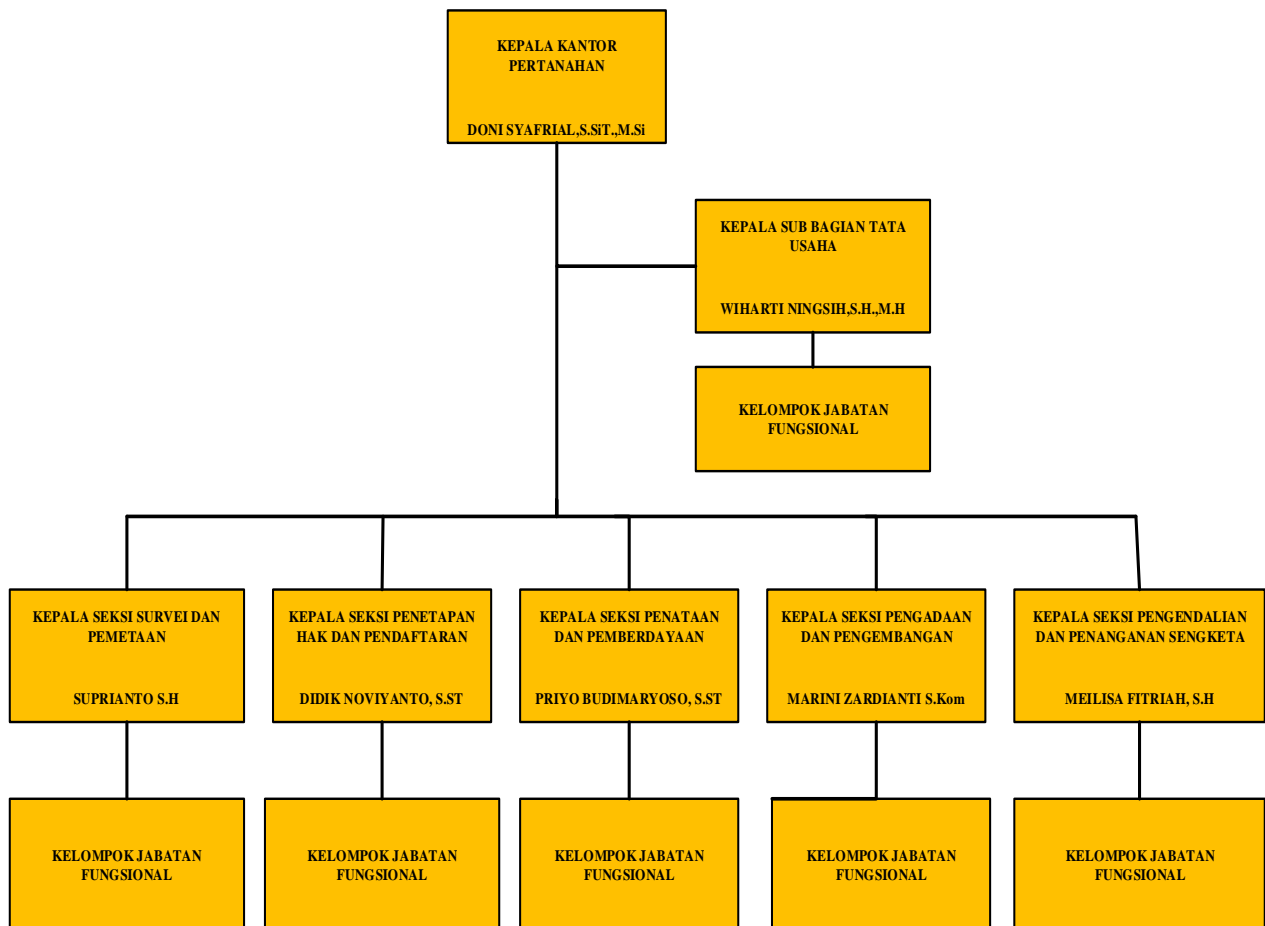 KEPALA KANTOR
PERTANAHAN
DONI SYAFRIAL,S.SiT.,M.Si
KEPALA SUB BAGIAN TATA
USAHA
WIHARTI NINGSIH,S.H.,M.H
KELOMPOK JABATAN
FUNGSIONAL
KEPALA SEKSI SURVEI DAN
PEMETAAN
SUPRIANTO S.H
KEPALA SEKSI PENETAPAN
HAK DAN PENDAFTARAN
DIDIK NOVIYANTO, S.ST
KEPALA SEKSI PENATAAN
DAN PEMBERDAYAAN
PRIYO BUDIMARYOSO, S.ST
KEPALA SEKSI PENGADAAN
DAN PENGEMBANGAN
MARINI ZARDIANTI S.Kom
KEPALA SEKSI PENGENDALIAN
DAN PENANGANAN SENGKETA
MEILISA FITRIAH, S.H
KELOMPOK JABATAN
FUNGSIONAL
KELOMPOK JABATAN
FUNGSIONAL
KELOMPOK JABATAN
FUNGSIONAL
KELOMPOK JABATAN
FUNGSIONAL
KELOMPOK JABATAN
FUNGSIONAL